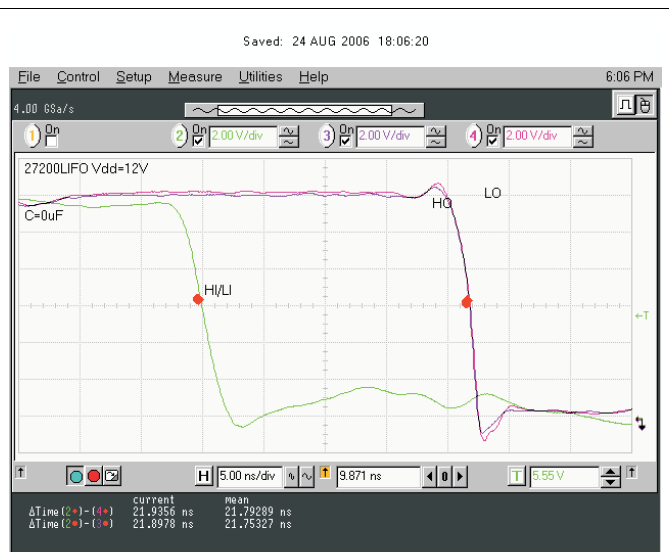 Saved: 24 AUG 2006 18:06:20
File Control Setup Measure Utilities Help 6:06 PM
4.00 GSa/s
1 On 2 On 2.00 V/div 3 On 2.00 V/div 4 On 2.00 V/div
27200LIFO Vdd=12V
C=0uF
HO LO
HI/LI
←T
H 5.00 ns/div 9.871 ns 0 T 5.55 V
current mean
ΔTime(2●)-(4●) 21.9356 ns 21.79289 ns
ΔTime(2●)-(3●) 21.8978 ns 21.75327 ns